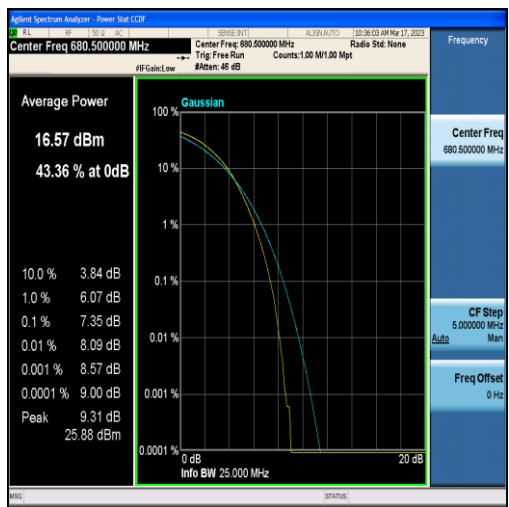 Agilent Spectrum Analyzer - Power Stat CCDF
RL RF 50 Ω AC SENSE:INT ALIGN AUTO 10:36:03 AM Mar 17, 2023
Center Freq 680.500000 MHz
Center Freq: 680.500000 MHz Radio Std: None
Trig: Free Run Counts:1.00 M/1.00 Mpt
#IFGain:Low #Atten: 46 dB
Frequency
Average Power
16.57 dBm
43.36 % at 0dB
10.0 % 3.84 dB
1.0 % 6.07 dB
0.1 % 7.35 dB
0.01 % 8.09 dB
0.001 % 8.57 dB
0.0001 % 9.00 dB
Peak 9.31 dB
25.88 dBm
Gaussian
100 %
10 %
1 %
0.1 %
0.01 %
0.001 %
0.0001 %
0 dB 20 dB
Info BW 25.000 MHz
Center Freq
680.500000 MHz
CF Step
5.000000 MHz
Auto Man
Freq Offset
0 Hz
MSG STATUS